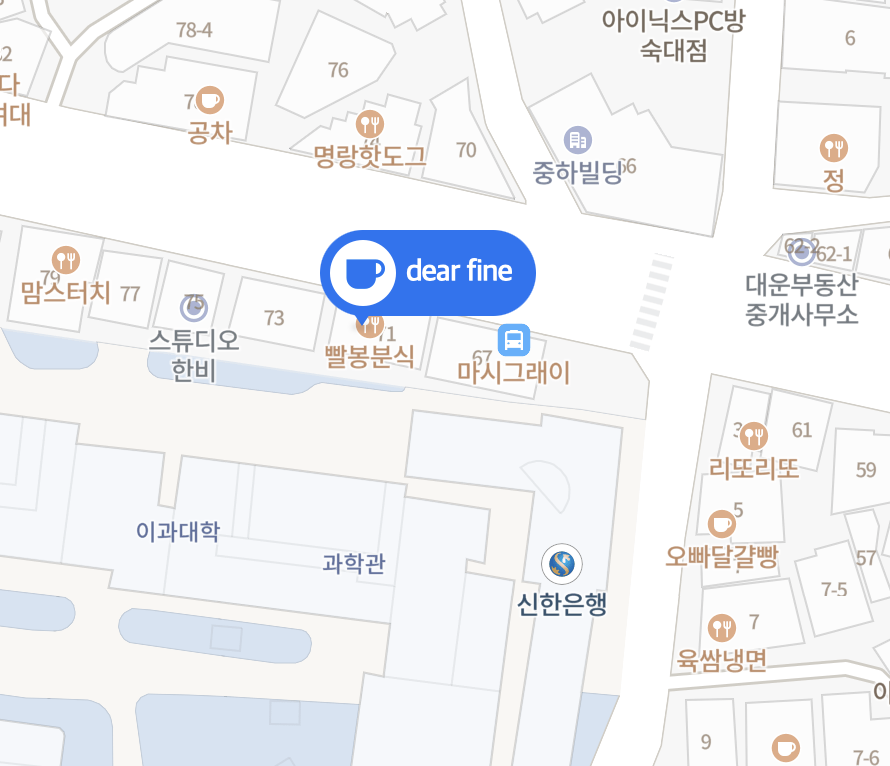 78-4
아이닉스PC방
숙대점
6
76
공차
명랑핫도그
70
중하빌딩
66
정
62-2
62-1
dear fine
79
맘스터치
77
75
스튜디오
한비
73
71
빨봉분식
67
마시그래이
대운부동산
중개사무소
61
리또리또
59
5
오빠달걀빵
57
7-5
이과대학
과학관
신한은행
7
육쌈냉면
9
7-6